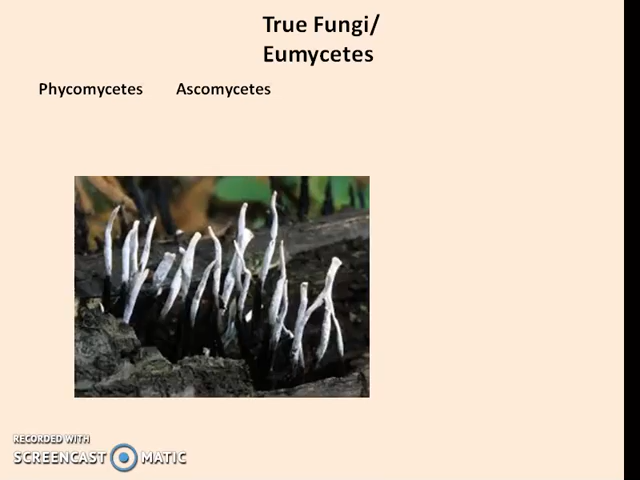 True Fungi/
Eumycetes
Phycomycetes Ascomycetes
RECORDED WITH
SCREENCAST MATIC